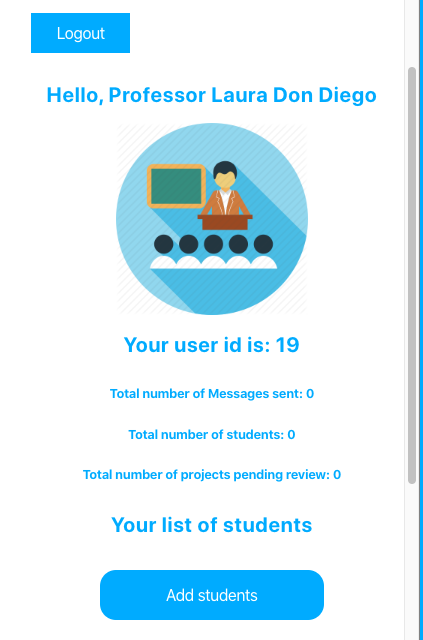 Logout
Hello, Professor Laura Don Diego
Your user id is: 19
Total number of Messages sent: 0
Total number of students: 0
Total number of projects pending review: 0
Your list of students
Add students